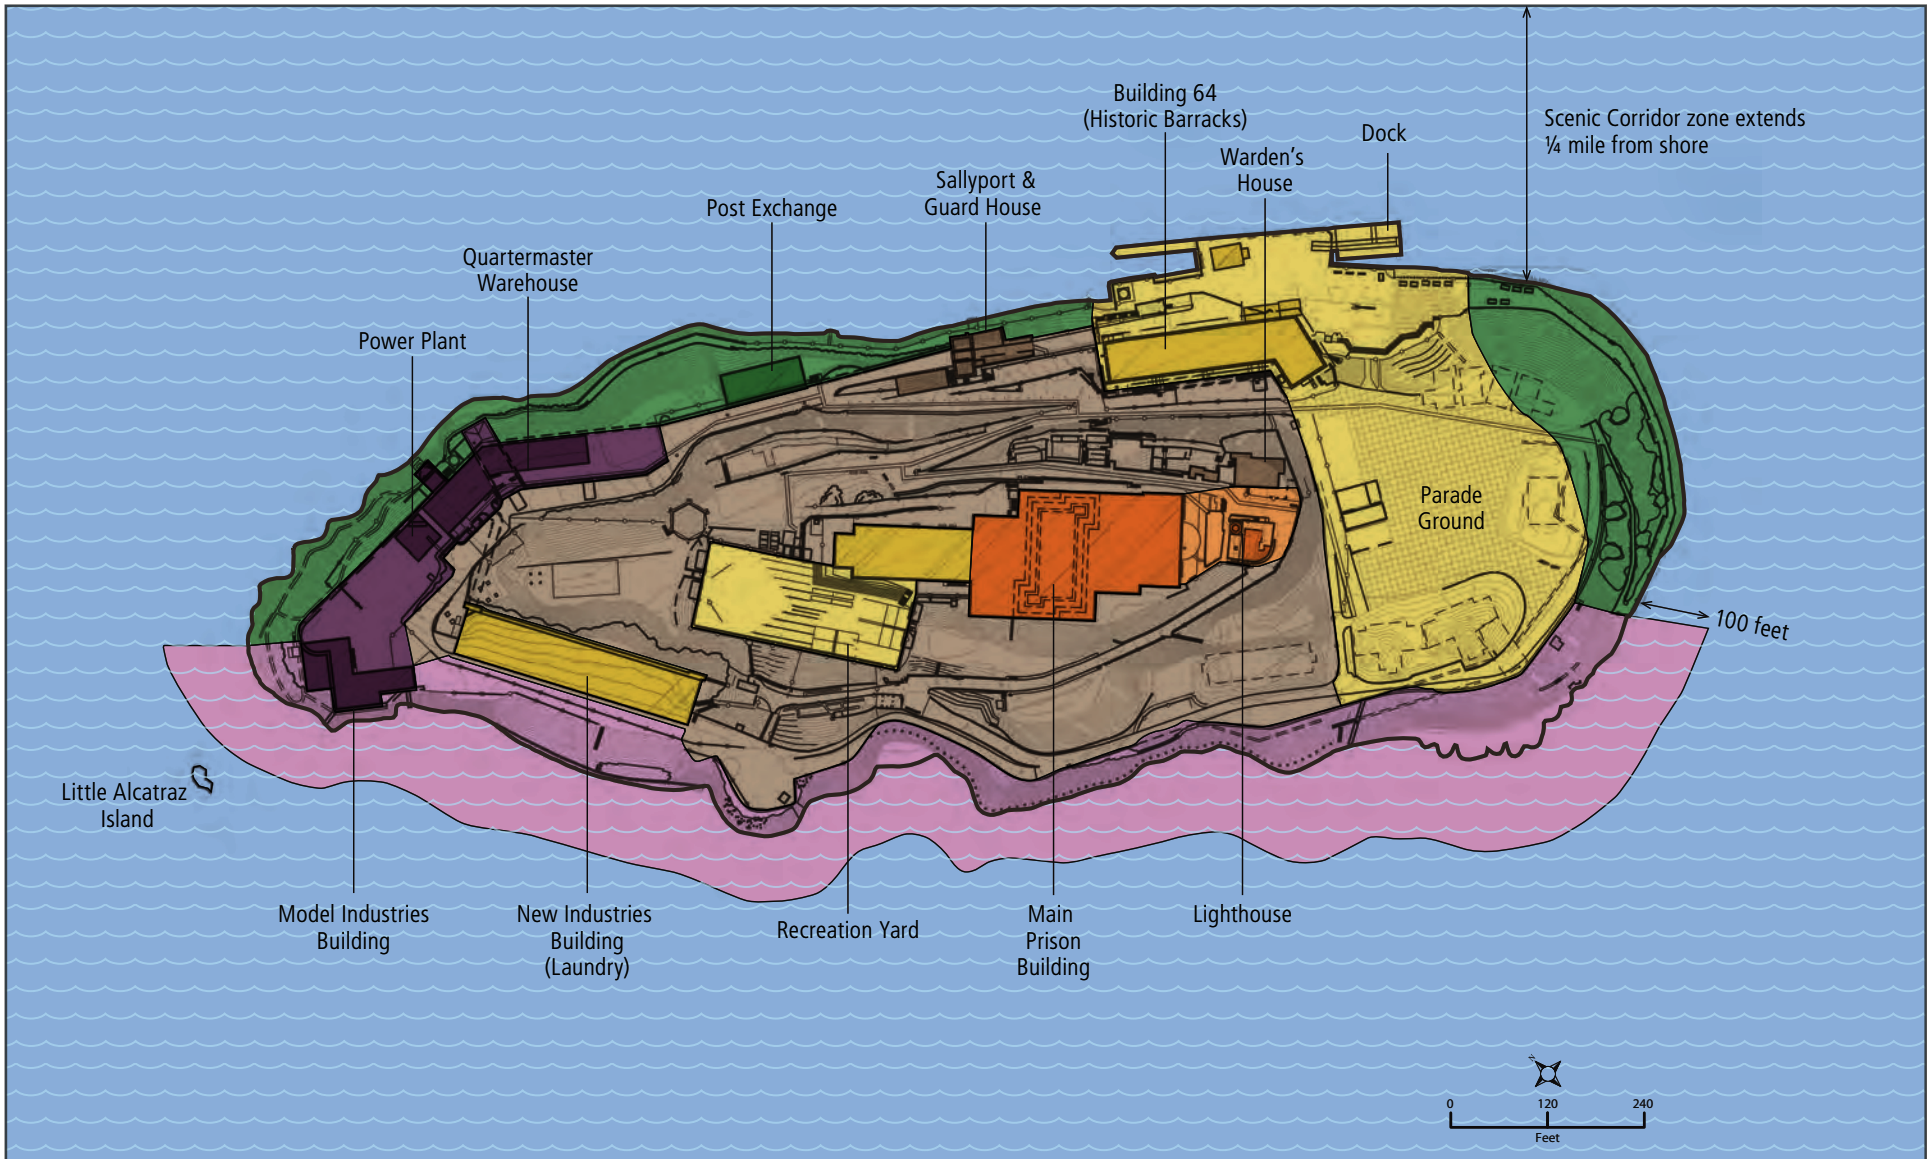 Building 64
(Historic Barracks)
Scenic Corridor zone extends
¼ mile from shore
Dock
Warden's
House
Sallyport &
Guard House
Post Exchange
Quartermaster
Warehouse
Power Plant
Parade
Ground
100 feet
Little Alcatraz
Island
Model Industries
Building
New Industries
Building
(Laundry)
Recreation Yard
Main
Prison
Building
Lighthouse
N
0 120 240
Feet